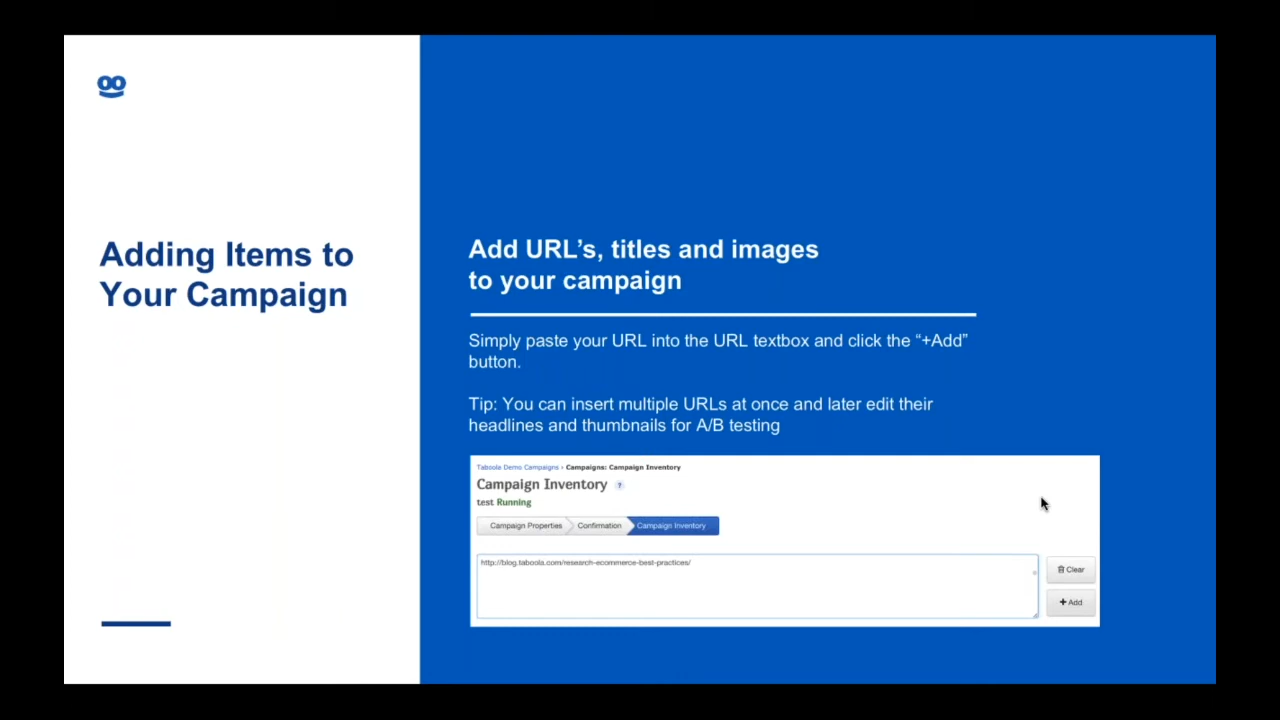 Adding Items to
Your Campaign
Add URL’s, titles and images
to your campaign
Simply paste your URL into the URL textbox and click the “+Add”
button.
Tip: You can insert multiple URLs at once and later edit their
headlines and thumbnails for A/B testing
Taboola Demo Campaigns › Campaigns: Campaign Inventory
Campaign Inventory ?
test Running
Campaign Properties Confirmation Campaign Inventory
http://blog.taboola.com/research-ecommerce-best-practices/
Clear
+ Add